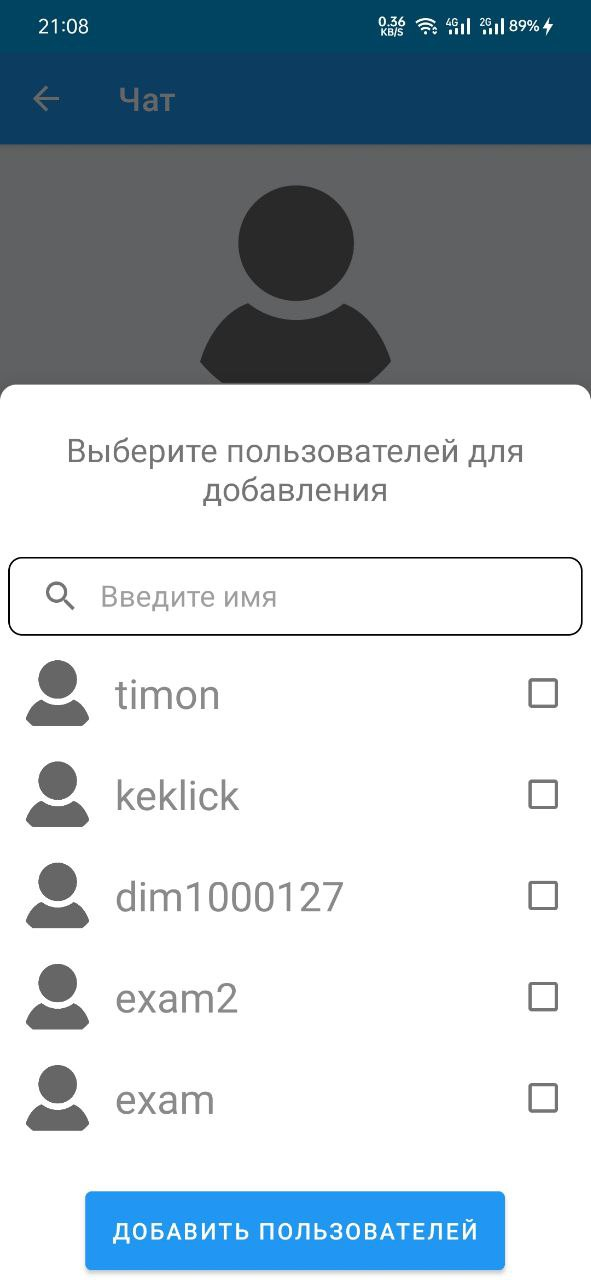 21:08
0.36 KB/S 4G 2G 89%
Чат
Выберите пользователей для
добавления
Введите имя
timon
keklick
dim1000127
exam2
exam
ДОБАВИТЬ ПОЛЬЗОВАТЕЛЕЙ